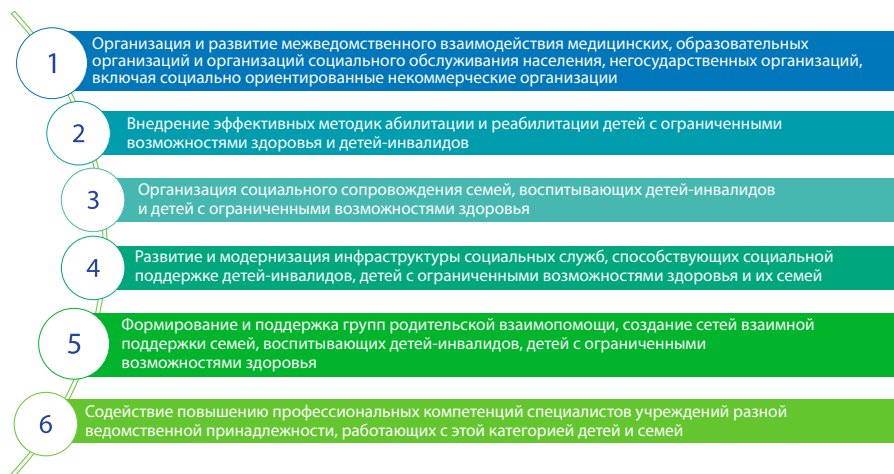 1
Организация и развитие межведомственного взаимодействия медицинских, образовательных
организаций и организаций социального обслуживания населения, негосударственных организаций,
включая социально ориентированные некоммерческие организации
2
Внедрение эффективных методик абилитации и реабилитации детей с ограниченными
возможностями здоровья и детей-инвалидов
3
Организация социального сопровождения семей, воспитывающих детей-инвалидов
и детей с ограниченными возможностями здоровья
4
Развитие и модернизация инфраструктуры социальных служб, способствующих социальной
поддержке детей-инвалидов, детей с ограниченными возможностями здоровья и их семей
5
Формирование и поддержка групп родительской взаимопомощи, создание сетей взаимной
поддержки семей, воспитывающих детей-инвалидов, детей с ограниченными
возможностями здоровья
6
Содействие повышению профессиональных компетенций специалистов учреждений разной
ведомственной принадлежности, работающих с этой категорией детей и семей